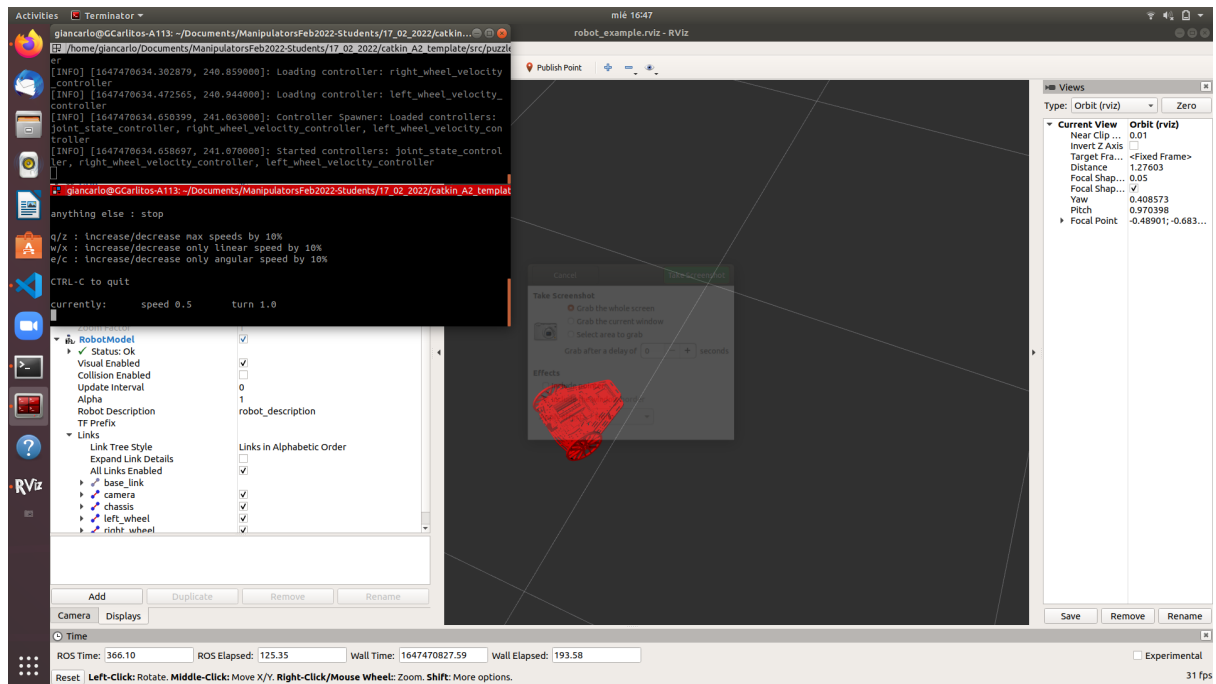 Activities
Terminator
mié 16:47
giancarlo@GCarlitos-A113: ~/Documents/ManipulatorsFeb2022-Students/17_02_2022/catkin...
robot_example.rviz - RViz
/home/giancarlo/Documents/ManipulatorsFeb2022-Students/17_02_2022/catkin_A2_template/src/puzzle
er
[INFO] [1647470634.302879, 240.859000]: Loading controller: right_wheel_velocity
_controller
[INFO] [1647470634.472565, 240.944000]: Loading controller: left_wheel_velocity_
controller
[INFO] [1647470634.650399, 241.063000]: Controller Spawner: Loaded controllers:
joint_state_controller, right_wheel_velocity_controller, left_wheel_velocity_con
troller
[INFO] [1647470634.658697, 241.070000]: Started controllers: joint_state_control
ler, right_wheel_velocity_controller, left_wheel_velocity_controller
giancarlo@GCarlitos-A113: ~/Documents/ManipulatorsFeb2022-Students/17_02_2022/catkin_A2_templat
anything else : stop
q/z : increase/decrease max speeds by 10%
w/x : increase/decrease only linear speed by 10%
e/c : increase/decrease only angular speed by 10%
CTRL-C to quit
currently: speed 0.5 turn 1.0
Zoom Factor 1
RobotModel
Status: Ok
Visual Enabled
Collision Enabled
Update Interval 0
Alpha 1
Robot Description robot_description
TF Prefix
Links
Link Tree Style Links in Alphabetic Order
Expand Link Details
All Links Enabled
base_link
camera
chassis
left_wheel
right_wheel
Add Duplicate Remove Rename
Camera Displays
Publish Point
Cancel Take Screenshot
Take Screenshot
Grab the whole screen
Grab the current window
Select area to grab
Grab after a delay of 0 - + seconds
Effects
Include pointer
Views
Type: Orbit (rviz) Zero
Current View Orbit (rviz)
Near Clip ... 0.01
Invert Z Axis
Target Fra... <Fixed Frame>
Distance 1.27603
Focal Shap... 0.05
Focal Shap...
Yaw 0.408573
Pitch 0.970398
Focal Point -0.48901; -0.683...
Save Remove Rename
Time
ROS Time: 366.10 ROS Elapsed: 125.35 Wall Time: 1647470827.59 Wall Elapsed: 193.58 Experimental
Reset Left-Click: Rotate. Middle-Click: Move X/Y. Right-Click/Mouse Wheel:: Zoom. Shift: More options. 31 fps
RViz